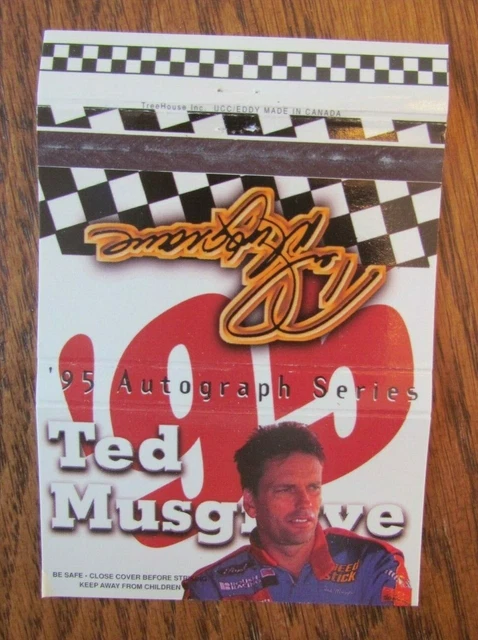 TreeHouse Inc. UCC/EDDY MADE IN CANADA
'95
'95 Autograph Series
Ted
Musgrave
BE SAFE - CLOSE COVER BEFORE
KEEP AWAY FROM CHILDREN